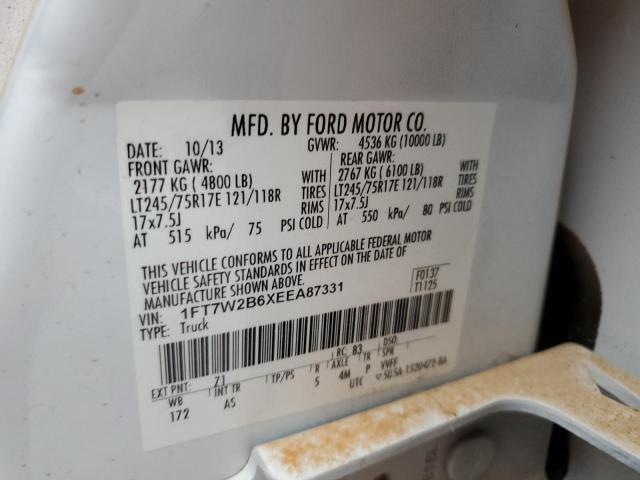 MFD. BY FORD MOTOR CO.
DATE: 10/13 GVWR: 4536 KG (10000 LB)
FRONT GAWR: REAR GAWR:
2177 KG ( 4800 LB) WITH 2767 KG ( 6100 LB) WITH
LT245/75R17E 121/118R TIRES LT245/75R17E 121/118R TIRES
17x7.5J RIMS 17x7.5J RIMS
AT 515 kPa/ 75 PSI COLD AT 550 kPa/ 80 PSI COLD
THIS VEHICLE CONFORMS TO ALL APPLICABLE FEDERAL MOTOR
VEHICLE SAFETY STANDARDS IN EFFECT ON THE DATE OF
MANUFACTURE SHOWN ABOVE.
VIN: 1FT7W2B6XEEA87331
F0137
T1125
TYPE: Truck
EXT PNT: Z1 RC: 83 DSO:
WB INT TR TP/PS R AXLE TR SPR
172 AS 5 4M P VVFF
UTC